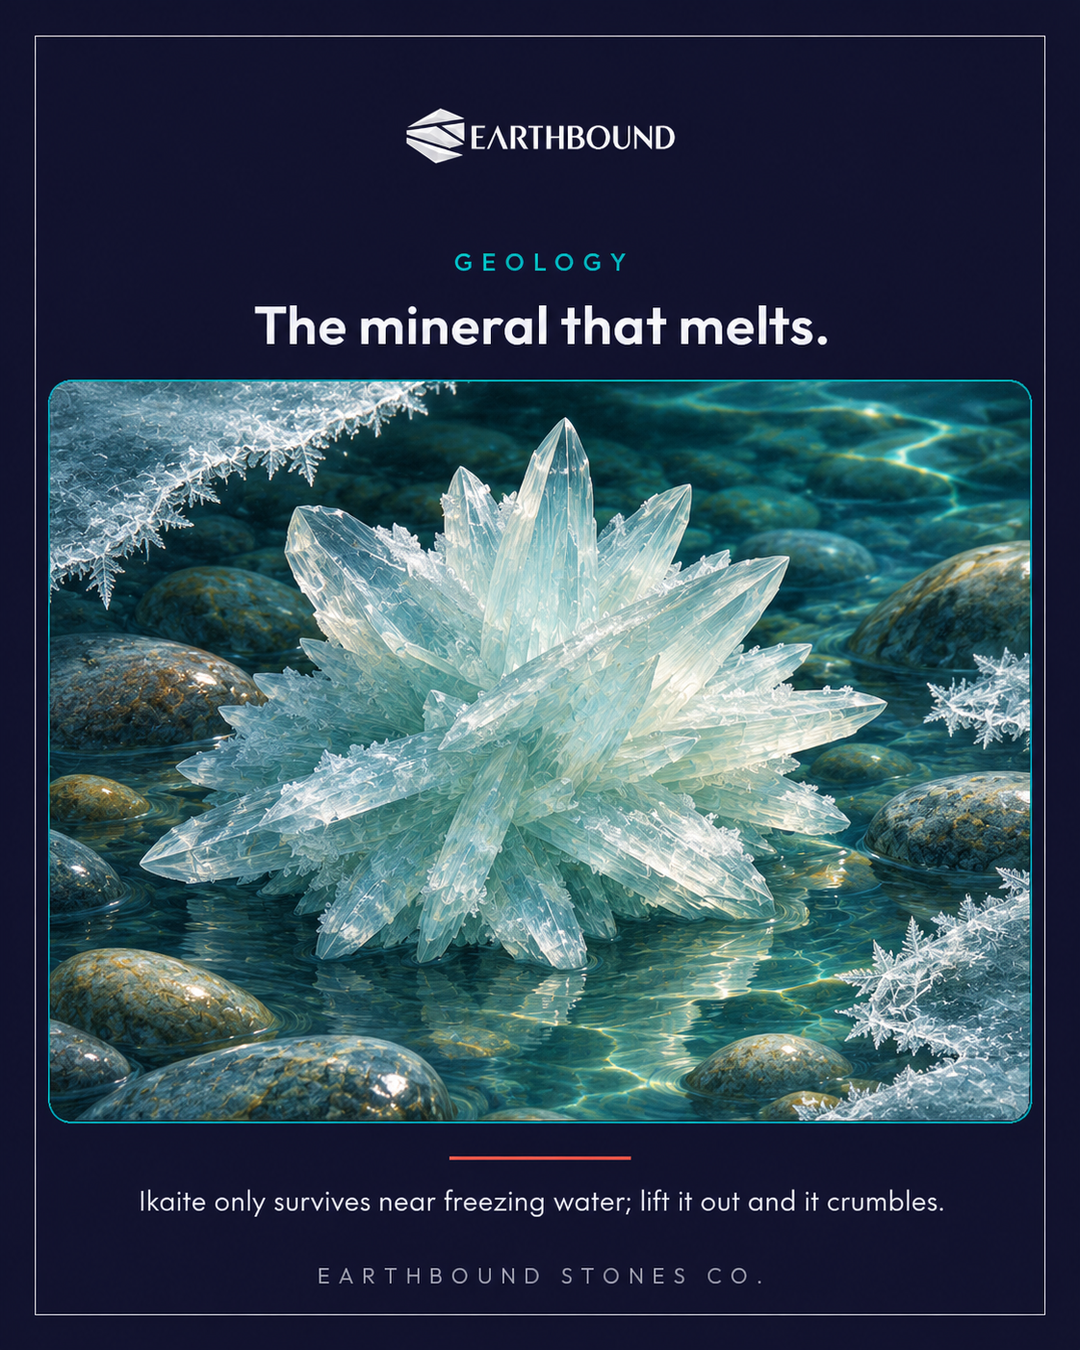 EARTHBOUND
GEOLOGY
The mineral that melts.
Ikaite only survives near freezing water; lift it out and it crumbles.
EARTHBOUND STONES CO.